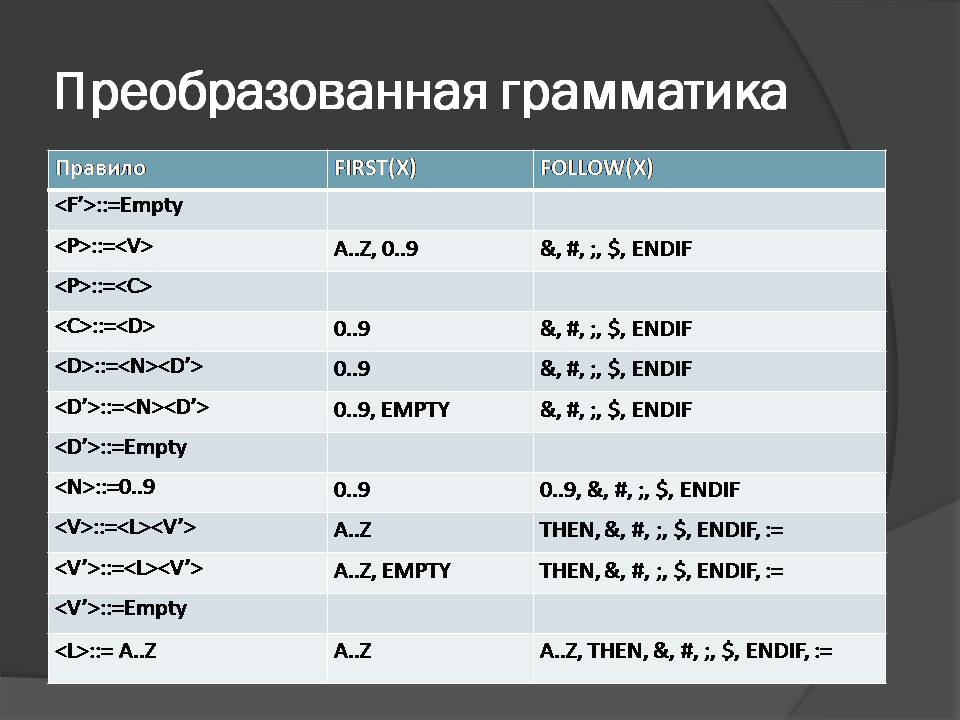 Преобразованная грамматика
Правило FIRST(X) FOLLOW(X)
<F’>::=Empty
<P>::=<V> A..Z, 0..9 &, #, ;, $, ENDIF
<P>::=<C>
<C>::=<D> 0..9 &, #, ;, $, ENDIF
<D>::=<N><D’> 0..9 &, #, ;, $, ENDIF
<D’>::=<N><D’> 0..9, EMPTY &, #, ;, $, ENDIF
<D’>::=Empty
<N>::=0..9 0..9 0..9, &, #, ;, $, ENDIF
<V>::=<L><V’> A..Z THEN, &, #, ;, $, ENDIF, :=
<V’>::=<L><V’> A..Z, EMPTY THEN, &, #, ;, $, ENDIF, :=
<V’>::=Empty
<L>::= A..Z A..Z A..Z, THEN, &, #, ;, $, ENDIF, :=